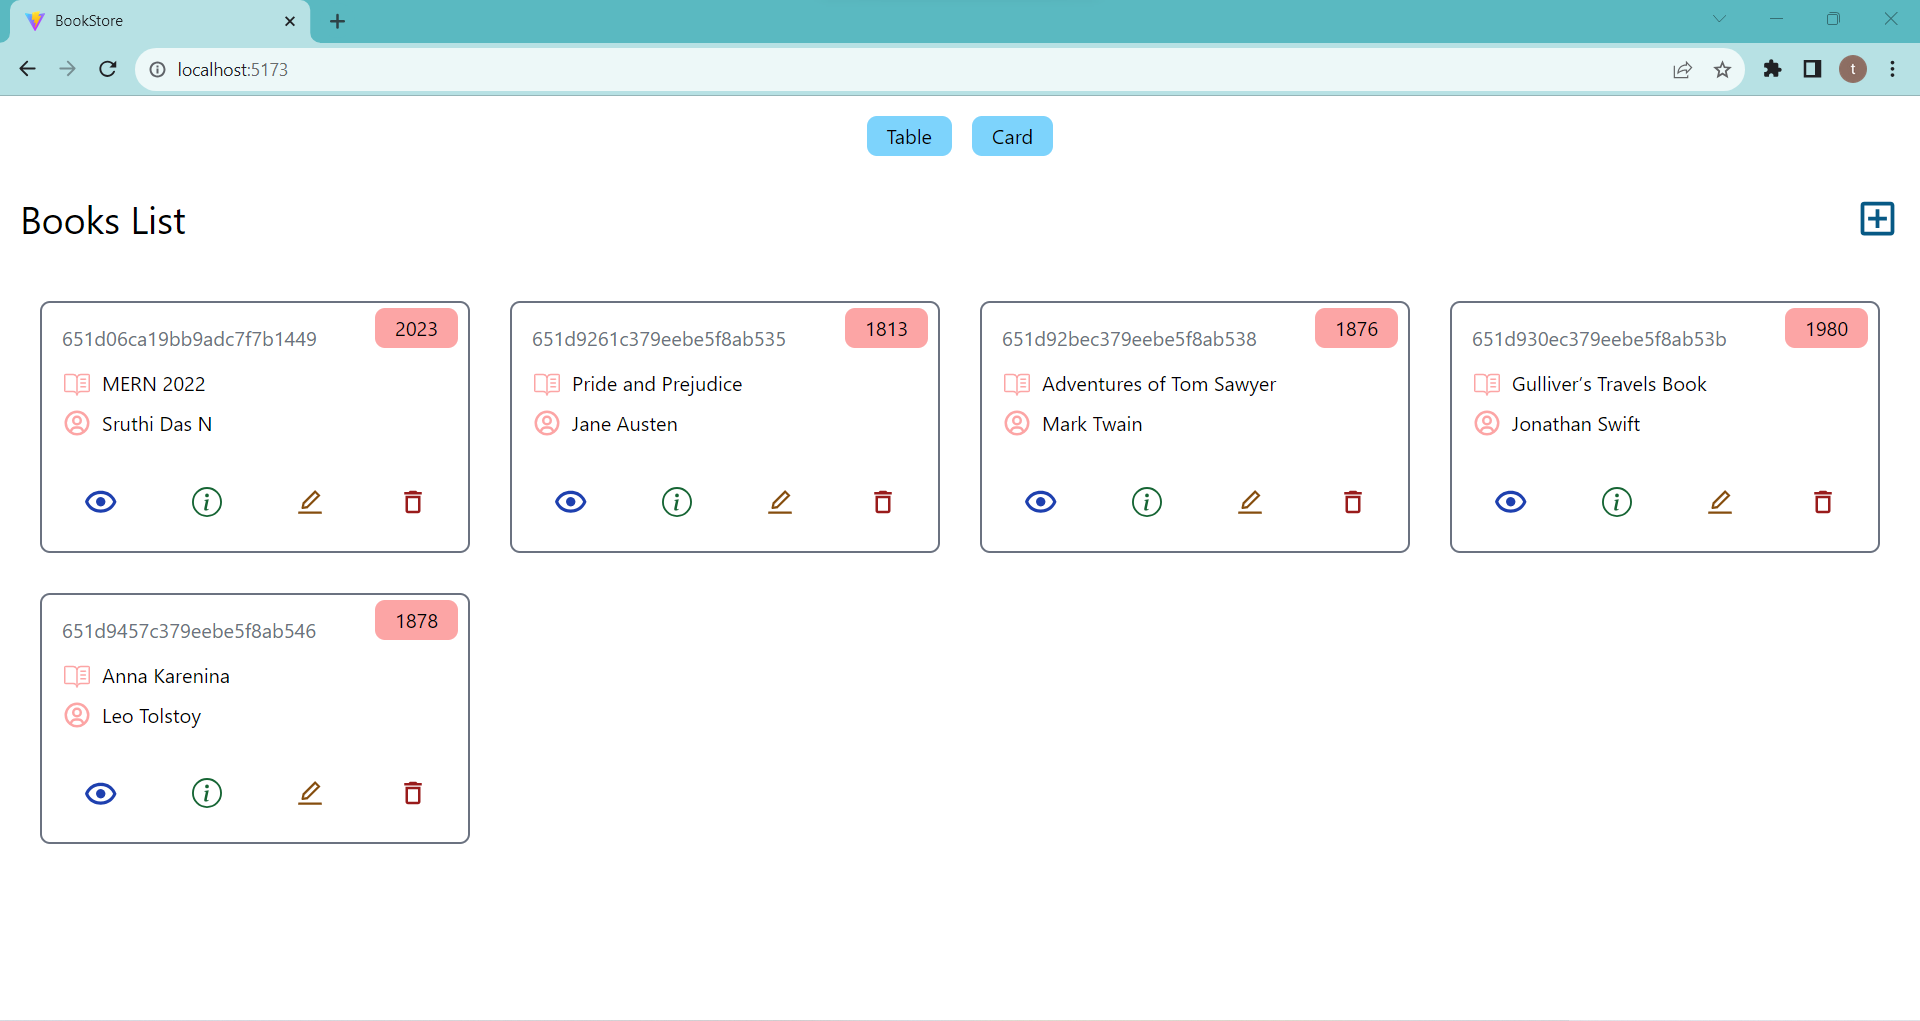 BookStore
localhost:5173
t
Table
Card
Books List
2023
651d06ca19bb9adc7f7b1449
MERN 2022
Sruthi Das N
1813
651d9261c379eebe5f8ab535
Pride and Prejudice
Jane Austen
1876
651d92bec379eebe5f8ab538
Adventures of Tom Sawyer
Mark Twain
1980
651d930ec379eebe5f8ab53b
Gulliver’s Travels Book
Jonathan Swift
1878
651d9457c379eebe5f8ab546
Anna Karenina
Leo Tolstoy